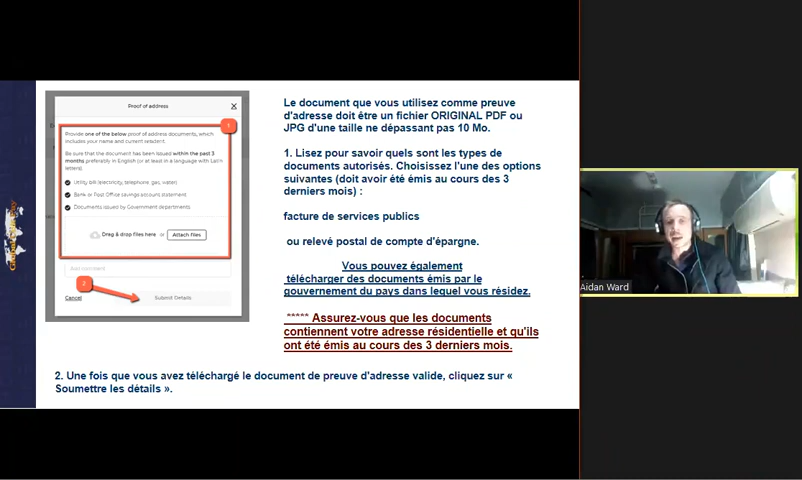 Proof of address
X
1
Provide one of the below proof of address documents, which
includes your name and current resident.
Be sure that the document has been issued within the past 3
months preferably in English (or at least in a language with Latin
letters).
Utility bill (electricity, telephone, gas, water)
Bank or Post Office savings accounts statement
Documents issued by Government departments
Drag & drop files here or Attach Files
Add comment
2
Cancel
Submit Details
Le document que vous utilisez comme preuve
d'adresse doit être un fichier ORIGINAL PDF ou
JPG d'une taille ne dépassant pas 10 Mo.
1. Lisez pour savoir quels sont les types de
documents autorisés. Choisissez l'une des options
suivantes (doit avoir été émis au cours des 3
derniers mois) :
facture de services publics
ou relevé postal de compte d'épargne.
Vous pouvez également
télécharger des documents émis par le
gouvernement du pays dans lequel vous résidez.
***** Assurez-vous que les documents
contiennent votre adresse résidentielle et qu'ils
ont été émis au cours des 3 derniers mois.
2. Une fois que vous avez téléchargé le document de preuve d'adresse valide, cliquez sur «
Soumettre les détails ».
Aidan Ward